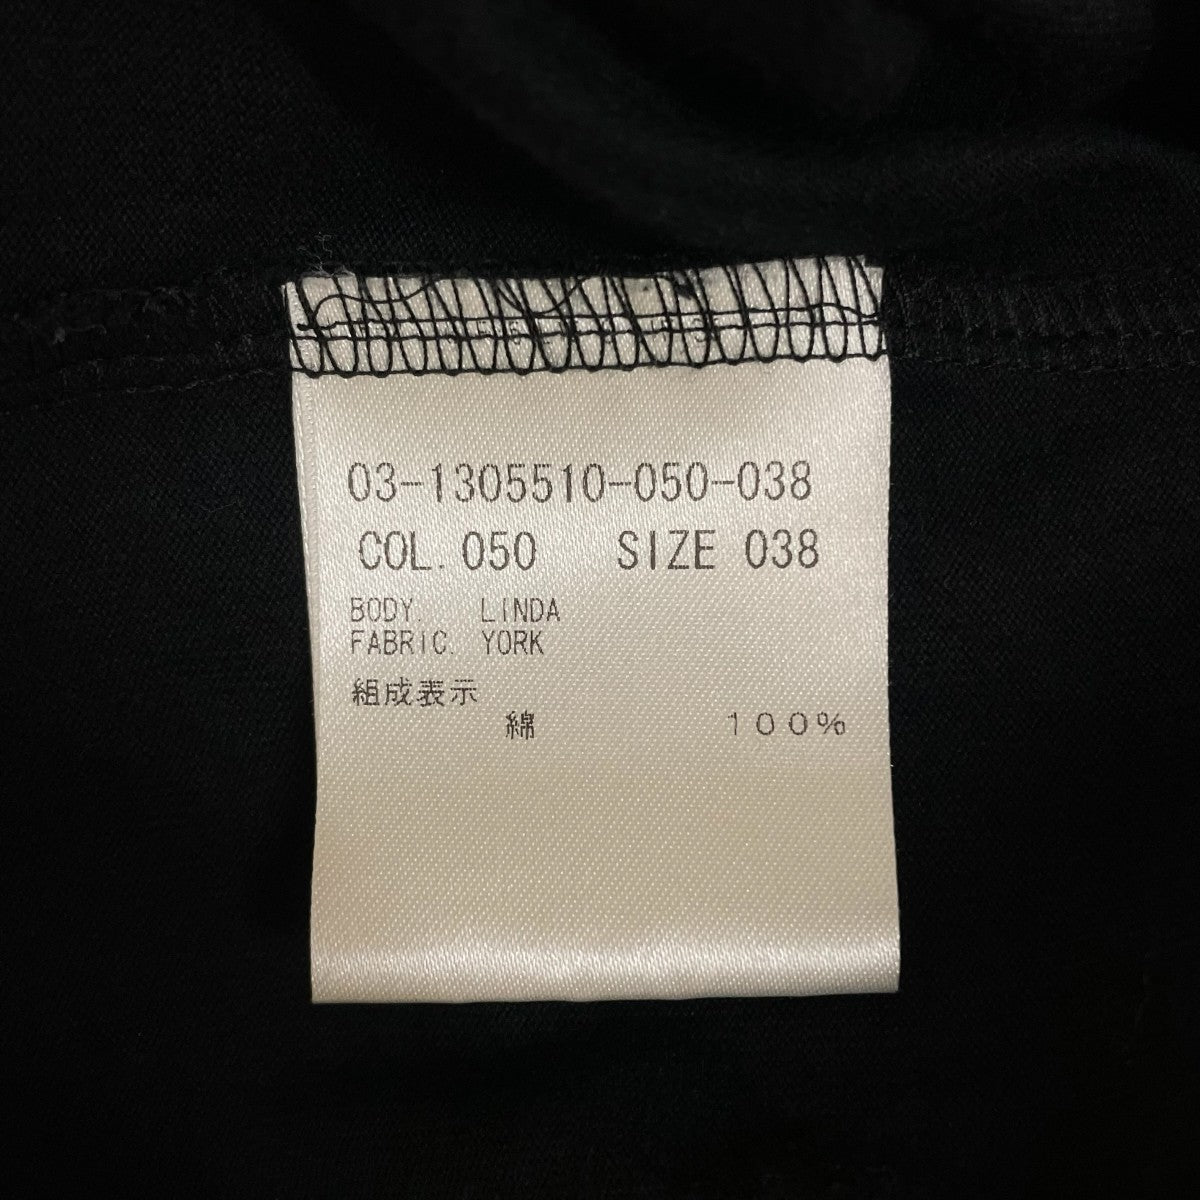 03-1305510-050-038
COL. 050 SIZE 038
BODY. LINDA
FABRIC. YORK
組成表示
綿 100%